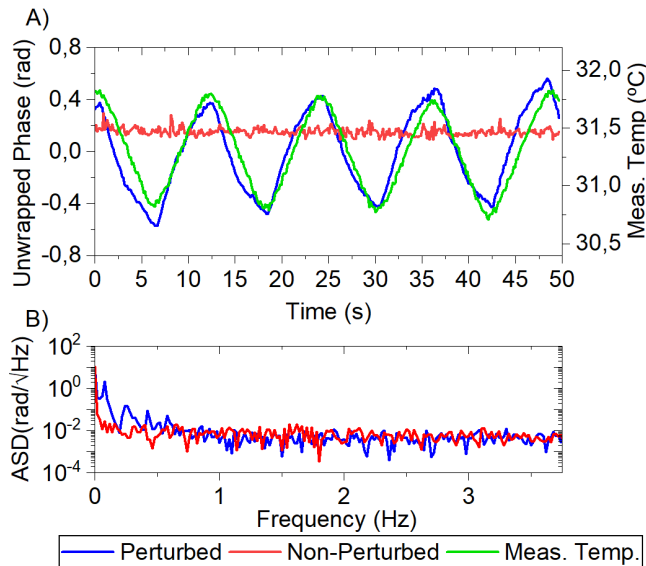 A)
Unwrapped Phase (rad)
0,8
0,4
0,0
-0,4
-0,8
32,0
31,5
31,0
30,5
Meas. Temp (ºC)
0 5 10 15 20 25 30 35 40 45 50
Time (s)
B)
ASD(rad/√Hz)
10²
10⁰
10⁻²
10⁻⁴
0 1 2 3
Frequency (Hz)
Perturbed Non-Perturbed Meas. Temp.